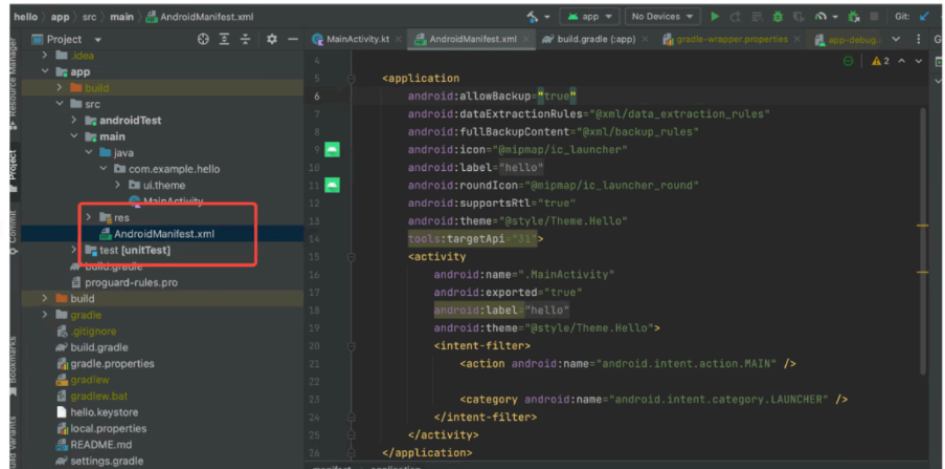 hello app src main AndroidManifest.xml
app
No Devices
Git:
Project
MainActivity.kt
AndroidManifest.xml
build.gradle (:app)
gradle-wrapper.properties
app-debug.
2
Resource Manager
Project
Commit
Bookmarks
.idea
app
build
src
androidTest
main
java
com.example.hello
ui.theme
MainActivity
res
AndroidManifest.xml
test [unitTest]
build.gradle
proguard-rules.pro
build
gradle
.gitignore
build.gradle
gradle.properties
gradlew
gradlew.bat
hello.keystore
local.properties
README.md
settings.gradle
4
5 <application
6 android:allowBackup="true"
7 android:dataExtractionRules="@xml/data_extraction_rules"
8 android:fullBackupContent="@xml/backup_rules"
9 android:icon="@mipmap/ic_launcher"
10 android:label="hello"
11 android:roundIcon="@mipmap/ic_launcher_round"
12 android:supportsRtl="true"
13 android:theme="@style/Theme.Hello"
14 tools:targetApi="31">
15 <activity
16 android:name=".MainActivity"
17 android:exported="true"
18 android:label="hello"
19 android:theme="@style/Theme.Hello">
20 <intent-filter>
21 <action android:name="android.intent.action.MAIN" />
22
23 <category android:name="android.intent.category.LAUNCHER" />
24 </intent-filter>
25 </activity>
26 </application>